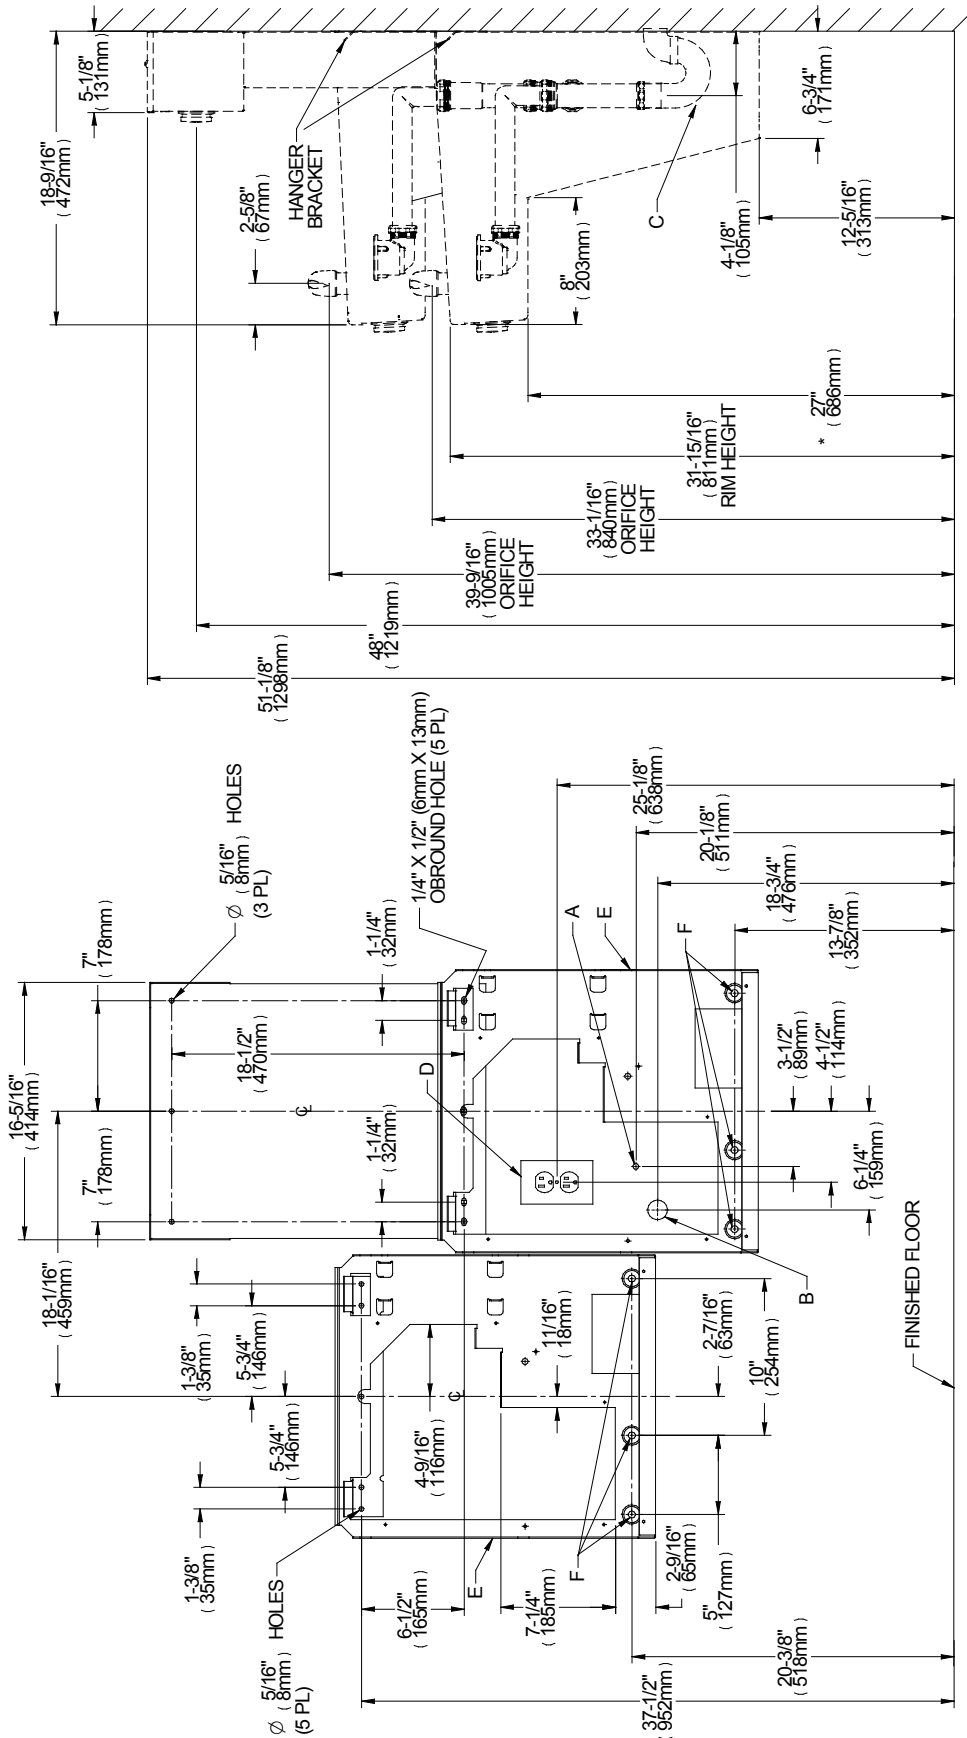 18-9/16"
( 472mm )
5-1/8"
( 131mm )
2-5/8"
( 67mm )
HANGER
BRACKET
8"
( 203mm )
C
6-3/4"
( 171mm )
4-1/8"
( 105mm )
12-5/16"
( 313mm )
* 27"
( 686mm )
31-15/16"
( 811mm )
RIM HEIGHT
33-1/16"
( 840mm )
ORIFICE
HEIGHT
39-9/16"
( 1005mm )
ORIFICE
HEIGHT
48"
( 1219mm )
51-1/8"
( 1298mm )
Ø 5/16" HOLES
( 8mm )
(3 PL)
1/4" X 1/2" (6mm X 13mm)
OBROUND HOLE (5 PL)
16-5/16"
( 414mm )
7"
( 178mm )
7"
( 178mm )
18-1/2"
( 470mm )
1-1/4"
( 32mm )
1-1/4"
( 32mm )
D
A
E
F
B
25-1/8"
( 638mm )
20-1/8"
( 511mm )
18-3/4"
( 476mm )
13-7/8"
( 352mm )
3-1/2"
( 89mm )
4-1/2"
( 114mm )
6-1/4"
( 159mm )
FINISHED FLOOR
18-1/16"
( 459mm )
1-3/8"
( 35mm )
5-3/4"
( 146mm )
5-3/4"
( 146mm )
1-3/8"
( 35mm )
Ø 5/16" HOLES
( 8mm )
(5 PL)
4-9/16"
( 116mm )
11/16"
( 18mm )
2-7/16"
( 63mm )
10"
( 254mm )
E
F
6-1/2"
( 165mm )
7-1/4"
( 185mm )
2-9/16"
( 65mm )
5"
( 127mm )
20-3/8"
( 518mm )
37-1/2"
( 952mm )